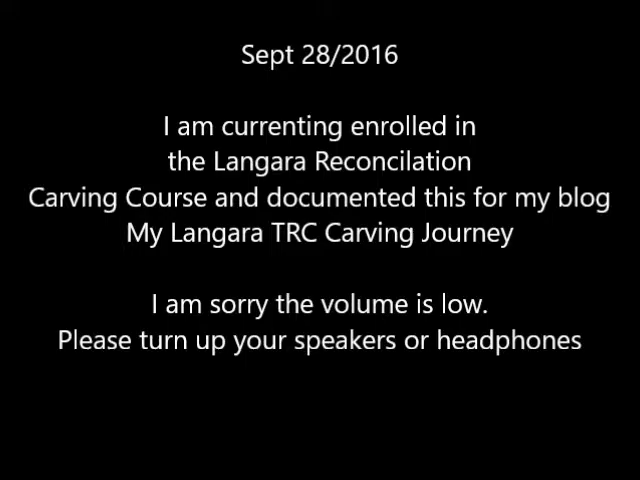 Sept 28/2016
I am currenting enrolled in
the Langara Reconcilation
Carving Course and documented this for my blog
My Langara TRC Carving Journey
I am sorry the volume is low.
Please turn up your speakers or headphones